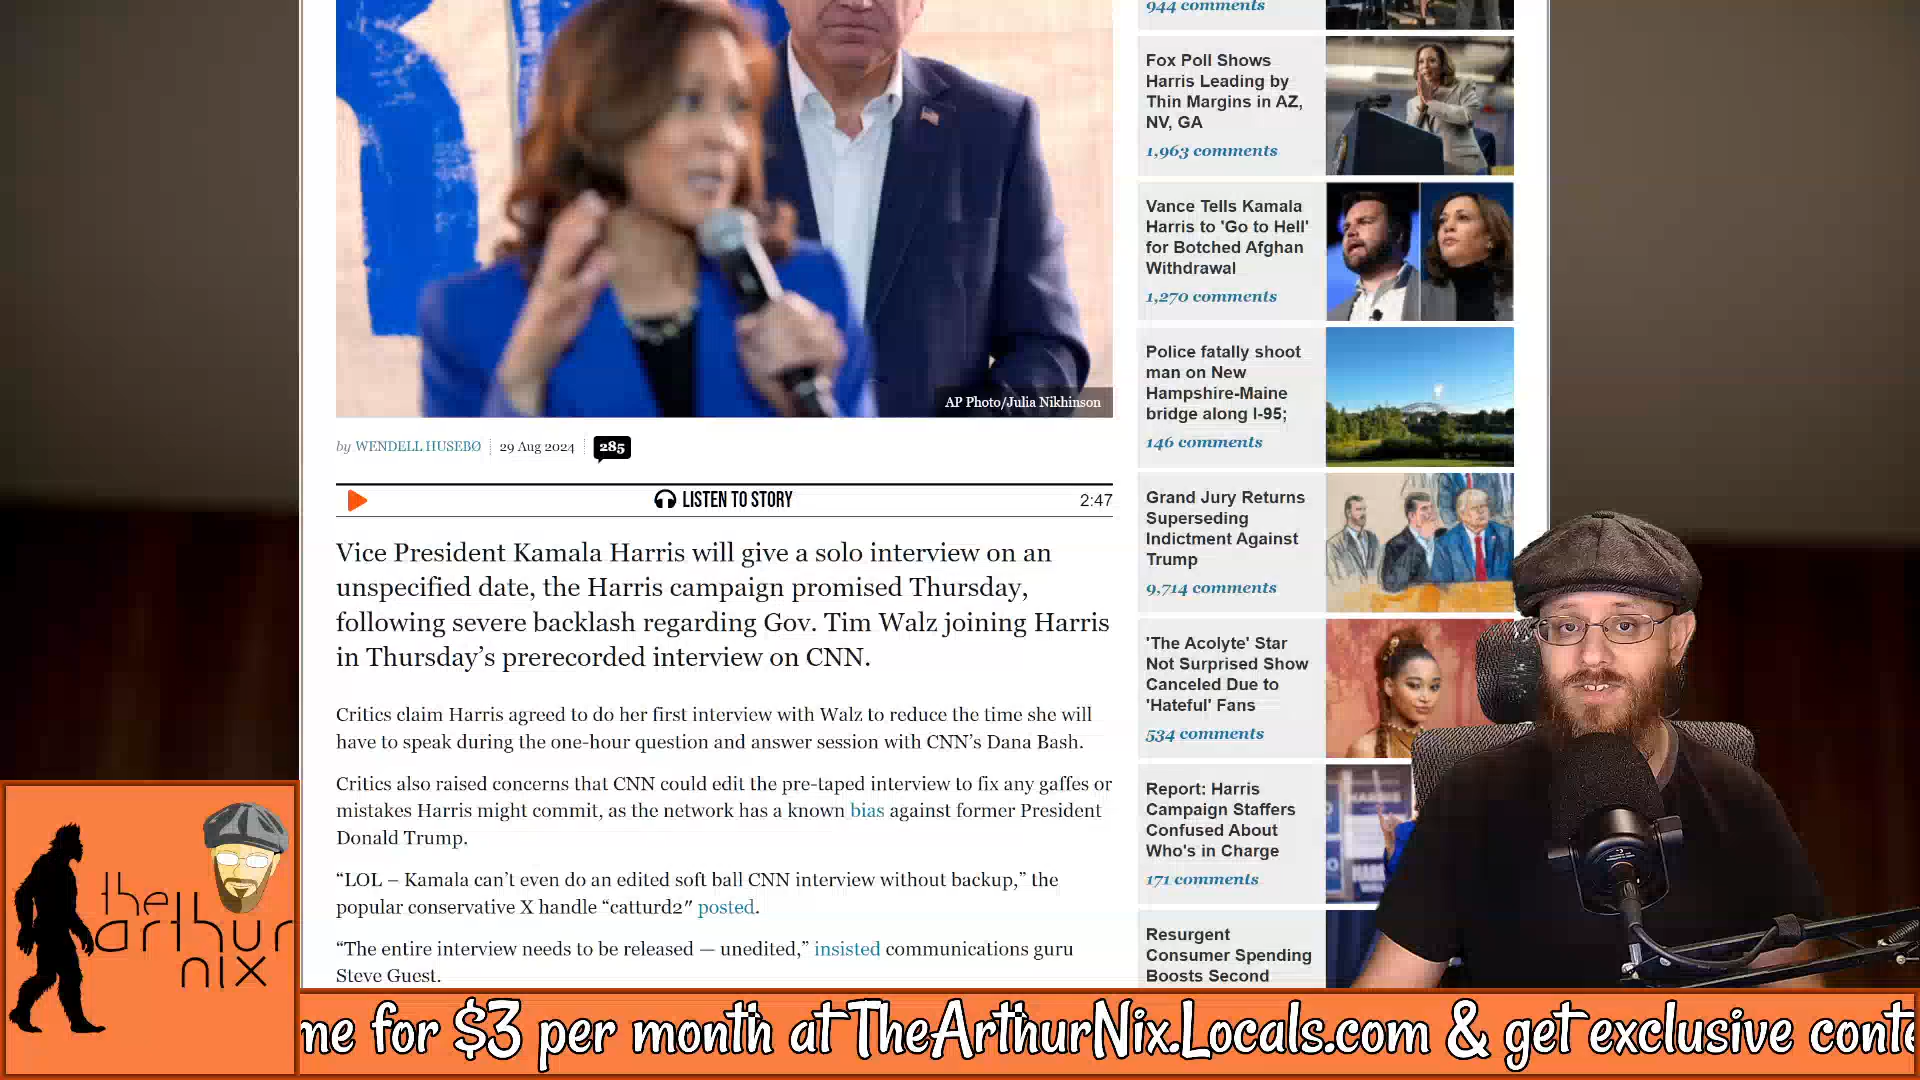 AP Photo/Julia Nikhinson
by WENDELL HUSEBØ 29 Aug 2024 285
LISTEN TO STORY 2:47
Vice President Kamala Harris will give a solo interview on an
unspecified date, the Harris campaign promised Thursday,
following severe backlash regarding Gov. Tim Walz joining Harris
in Thursday’s prerecorded interview on CNN.
Critics claim Harris agreed to do her first interview with Walz to reduce the time she will
have to speak during the one-hour question and answer session with CNN’s Dana Bash.
Critics also raised concerns that CNN could edit the pre-taped interview to fix any gaffes or
mistakes Harris might commit, as the network has a known bias against former President
Donald Trump.
“LOL – Kamala can’t even do an edited soft ball CNN interview without backup,” the
popular conservative X handle “catturd2″ posted.
“The entire interview needs to be released — unedited,” insisted communications guru
Steve Guest.
944 comments
Fox Poll Shows
Harris Leading by
Thin Margins in AZ,
NV, GA
1,963 comments
Vance Tells Kamala
Harris to 'Go to Hell'
for Botched Afghan
Withdrawal
1,270 comments
Police fatally shoot
man on New
Hampshire-Maine
bridge along I-95;
146 comments
Grand Jury Returns
Superseding
Indictment Against
Trump
9,714 comments
'The Acolyte' Star
Not Surprised Show
Canceled Due to
'Hateful' Fans
534 comments
Report: Harris
Campaign Staffers
Confused About
Who's in Charge
171 comments
Resurgent
Consumer Spending
Boosts Second
the
arthur
nix
me for $3 per month at TheArthurNix.Locals.com & get exclusive conte